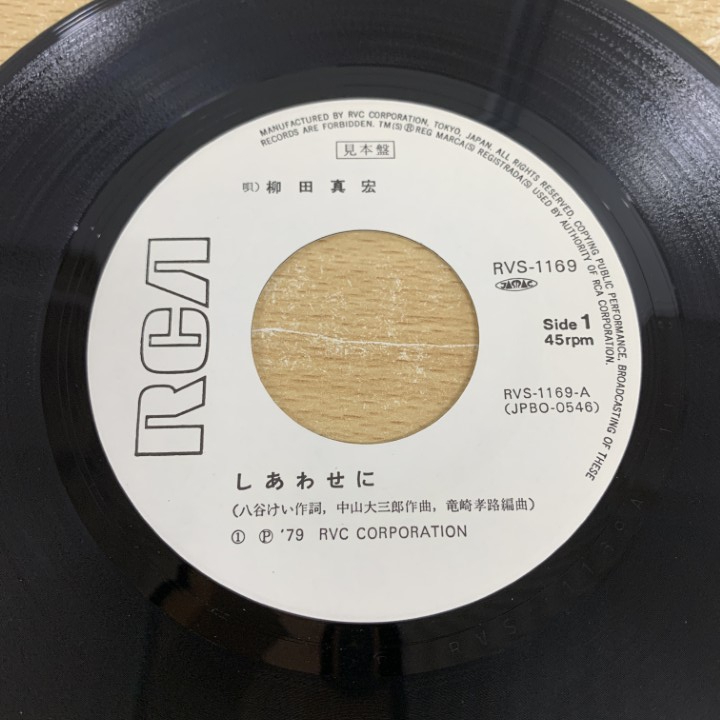 MANUFACTURED BY RVC CORPORATION, TOKYO, JAPAN. ALL RIGHTS RESERVED. COPYING PUBLIC PERFORMANCE, BROADCASTING OF THESE
RECORDS ARE FORBIDDEN. TM(S) ® REG MARCA(S) REGISTRADA(S) USED BY AUTHORITY OF RCA CORPORATION.
見本盤
唄) 柳田真宏
RCA
RVS-1169
JASRAC
Side 1
45rpm
RVS-1169-A
(JPBO-0546)
しあわせに
(八谷けい作詞, 中山大三郎作曲, 竜崎孝路編曲)
① Ⓟ '79 RVC CORPORATION